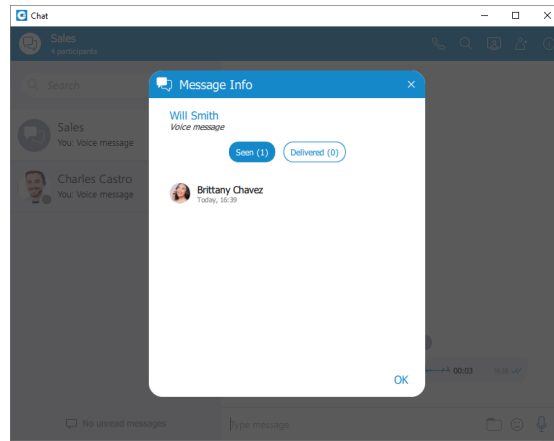 Chat
Sales
4 participants
Search
Sales
You: Voice message
Charles Castro
You: Voice message
Message Info
Will Smith
Voice message
Seen (1)
Delivered (0)
Brittany Chavez
Today, 16:39
OK
00:03
No unread messages
Type message